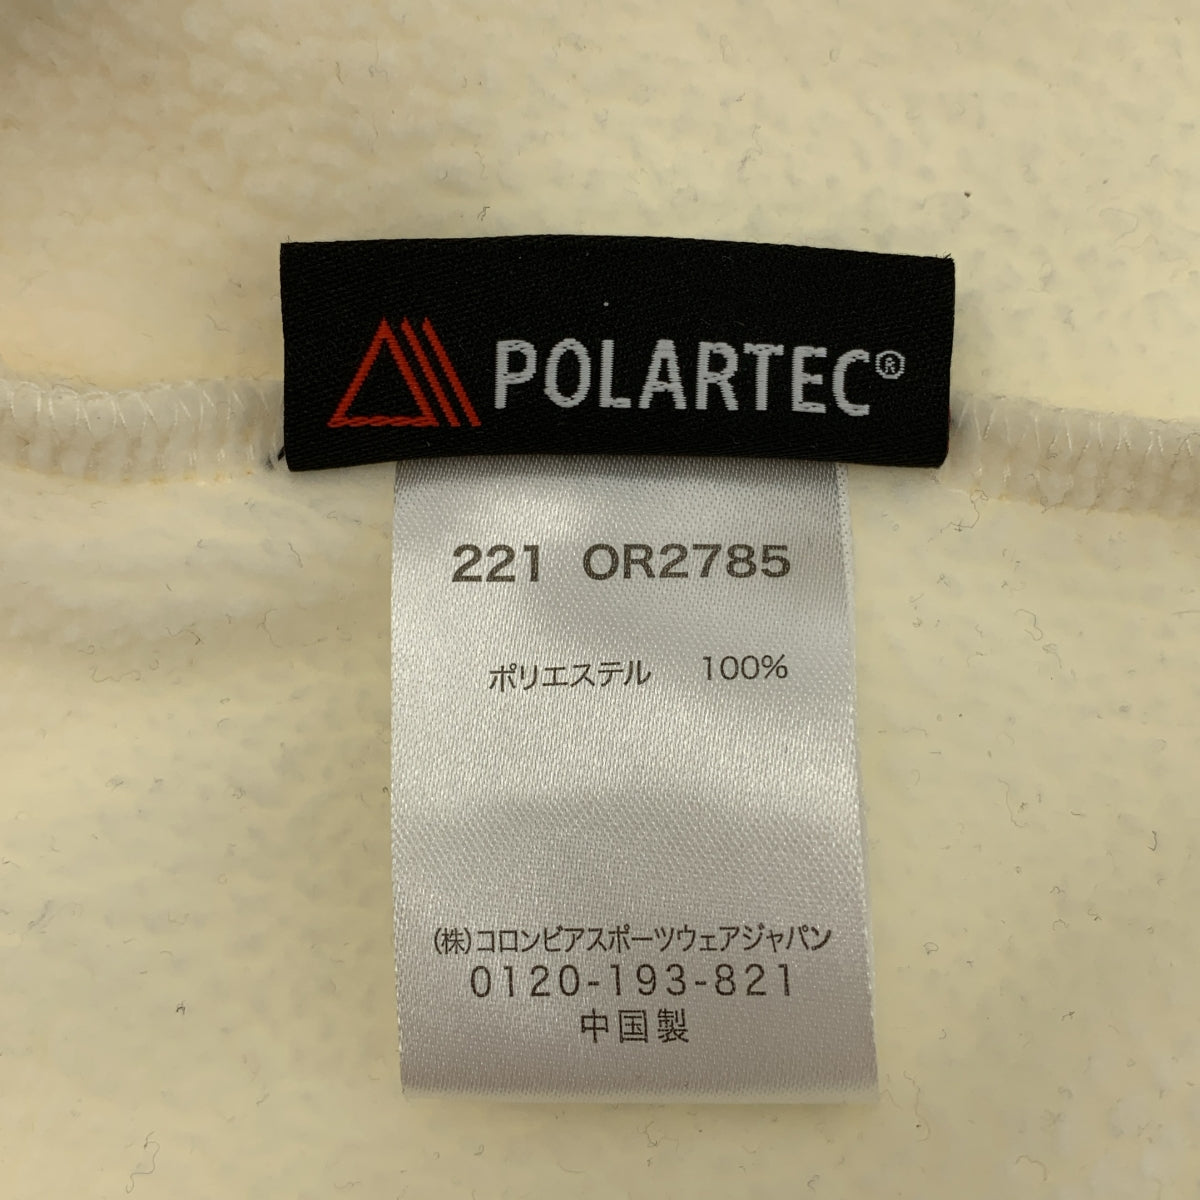 POLARTEC®
221 OR2785
ポリエステル 100%
(株)コロンビアスポーツウェアジャパン
0120-193-821
中国製